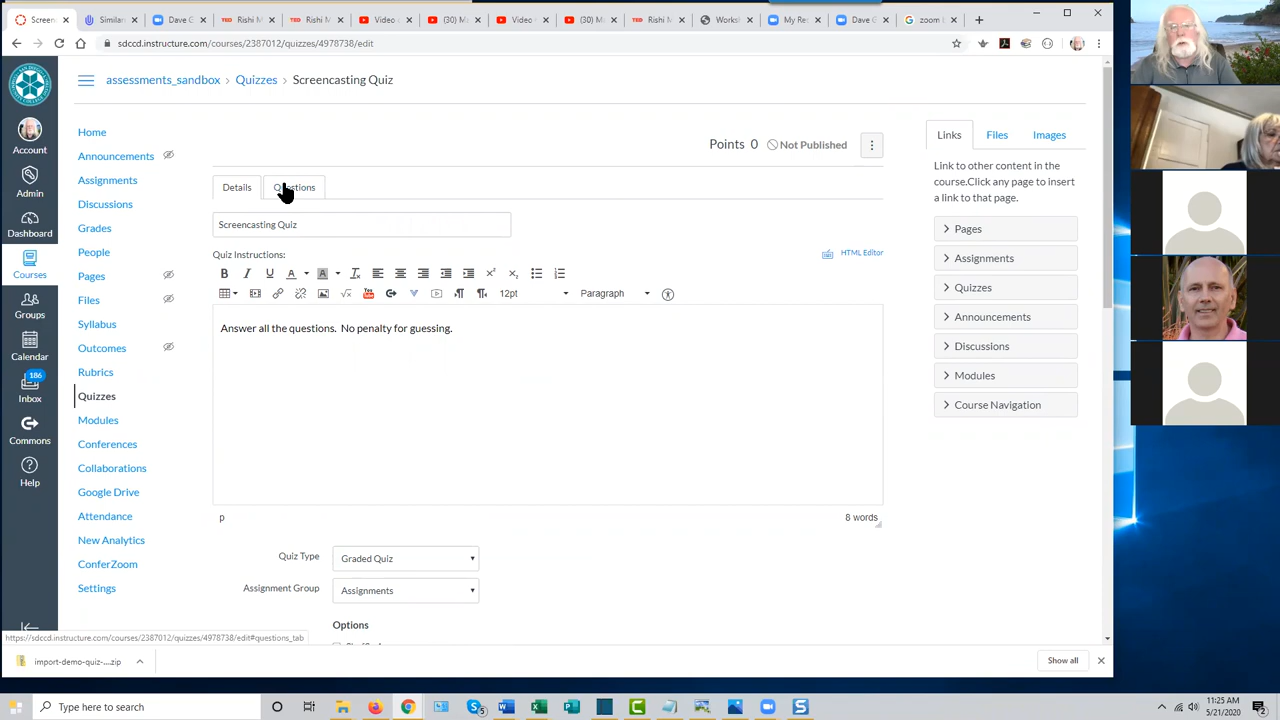 Screen
Similar
Dave G
Rishi M
Rishi M
Video C
(30) M
Video
(30) M
Rishi M
Works
My Rec
Dave G
zoom l
sdccd.instructure.com/courses/2387012/quizzes/4978738/edit
assessments_sandbox > Quizzes > Screencasting Quiz
Account
Admin
Dashboard
Courses
Groups
Calendar
186
Inbox
Commons
Help
Home
Announcements
Assignments
Discussions
Grades
People
Pages
Files
Syllabus
Outcomes
Rubrics
Quizzes
Modules
Conferences
Collaborations
Google Drive
Attendance
New Analytics
ConferZoom
Settings
Points 0 Not Published
Details Questions
Screencasting Quiz
Quiz Instructions: HTML Editor
12pt Paragraph
Answer all the questions. No penalty for guessing.
p 8 words
Quiz Type Graded Quiz
Assignment Group Assignments
Options
Links Files Images
Link to other content in the
course.Click any page to insert
a link to that page.
Pages
Assignments
Quizzes
Announcements
Discussions
Modules
Course Navigation
https://sdccd.instructure.com/courses/2387012/quizzes/4978738/edit#questions_tab
import-demo-quiz-....zip
Show all
Type here to search
11:25 AM
5/21/2020